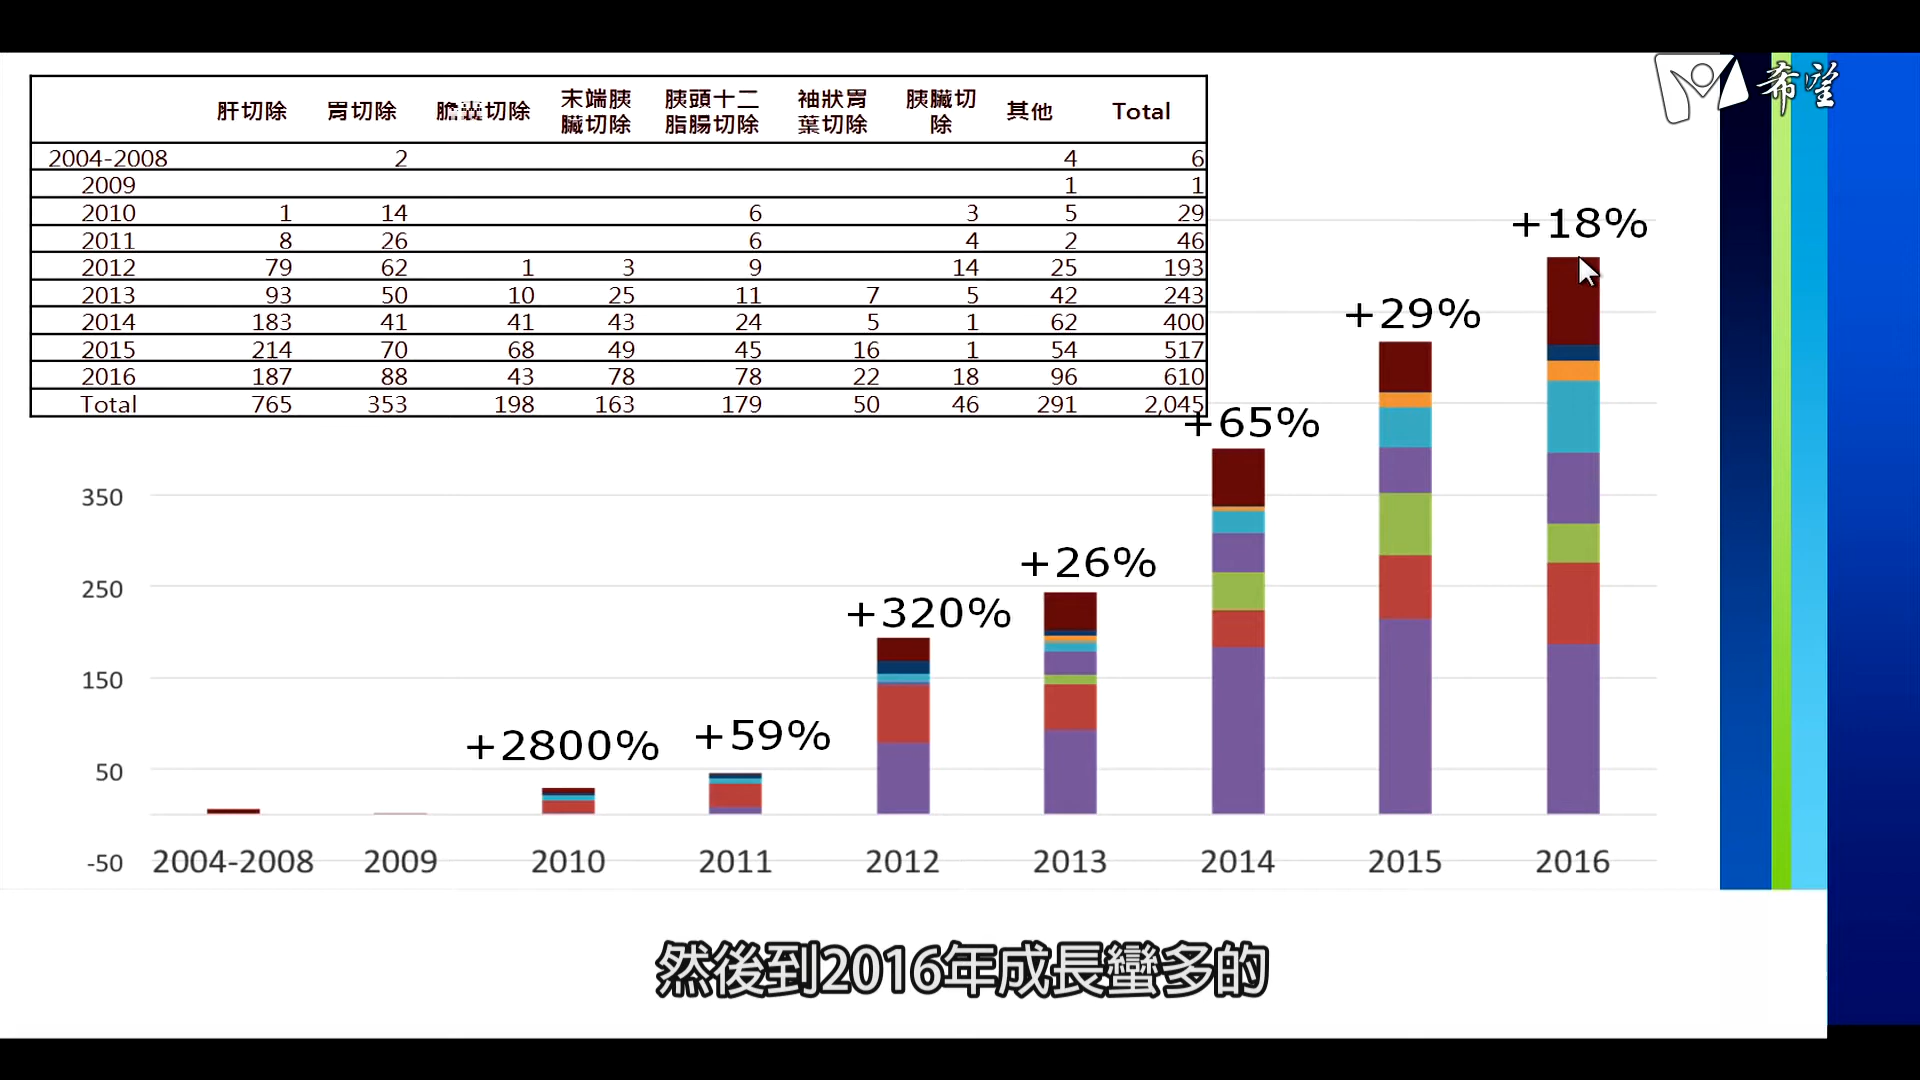 希望
肝切除 胃切除 膽囊切除 末端胰臟切除 胰頭十二脂腸切除 袖狀胃葉切除 胰臟切除 其他 Total
2004-2008 2 4 6
2009 1 1
2010 1 14 6 3 5 29
2011 8 26 6 4 2 46
2012 79 62 1 3 9 14 25 193
2013 93 50 10 25 11 7 5 42 243
2014 183 41 41 43 24 5 1 62 400
2015 214 70 68 49 45 16 1 54 517
2016 187 88 43 78 78 22 18 96 610
Total 765 353 198 163 179 50 46 291 2,045
+18%
+29%
+65%
+26%
+320%
+59%
+2800%
350
250
150
50
-50
2004-2008 2009 2010 2011 2012 2013 2014 2015 2016
然後到2016年成長蠻多的